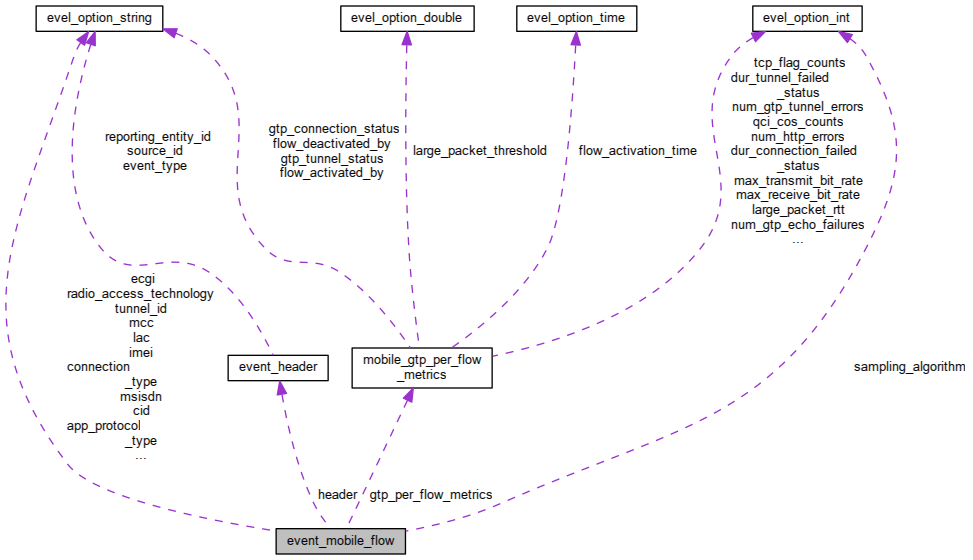 evel_option_string
evel_option_double
evel_option_time
evel_option_int
reporting_entity_id
source_id
event_type
gtp_connection_status
flow_deactivated_by
gtp_tunnel_status
flow_activated_by
large_packet_threshold
flow_activation_time
tcp_flag_counts
dur_tunnel_failed
_status
num_gtp_tunnel_errors
qci_cos_counts
num_http_errors
dur_connection_failed
_status
max_transmit_bit_rate
max_receive_bit_rate
large_packet_rtt
num_gtp_echo_failures
...
ecgi
radio_access_technology
tunnel_id
mcc
lac
imei
connection
_type
msisdn
cid
app_protocol
_type
...
event_header
mobile_gtp_per_flow
_metrics
sampling_algorithm
header
gtp_per_flow_metrics
event_mobile_flow